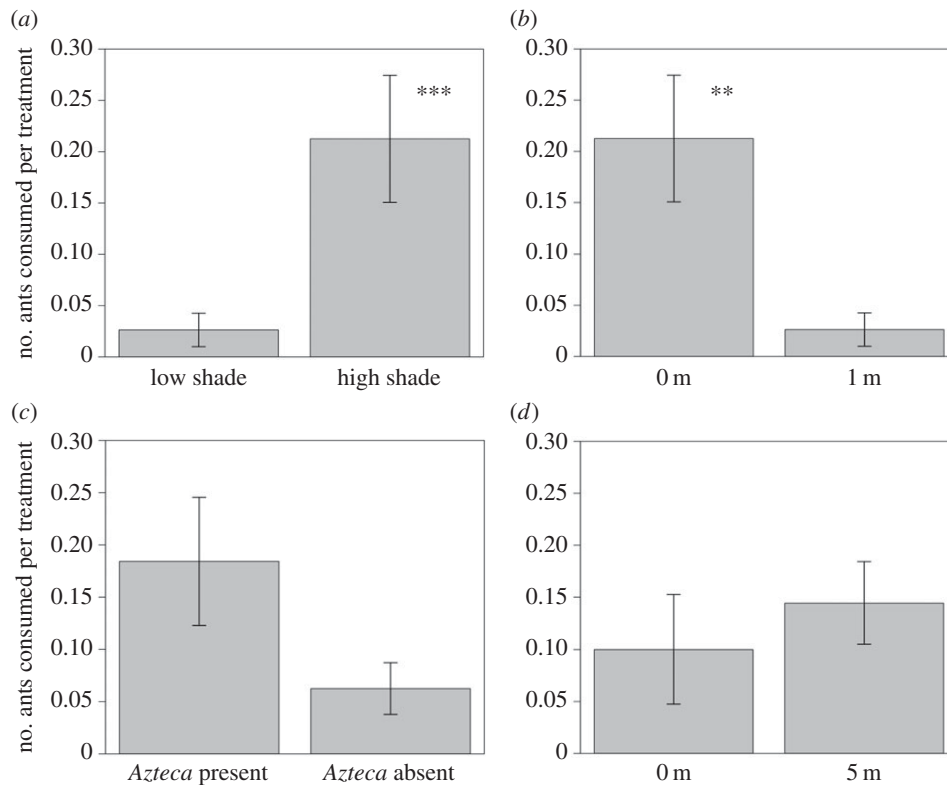 (a)
(b)
no. ants consumed per treatment
0.30
0.25
0.20
0.15
0.10
0.05
0
***
low shade
high shade
0.30
0.25
0.20
0.15
0.10
0.05
0
**
0 m
1 m
(c)
(d)
no. ants consumed per treatment
0.30
0.25
0.20
0.15
0.10
0.05
0
Azteca present
Azteca absent
0.30
0.25
0.20
0.15
0.10
0.05
0
0 m
5 m